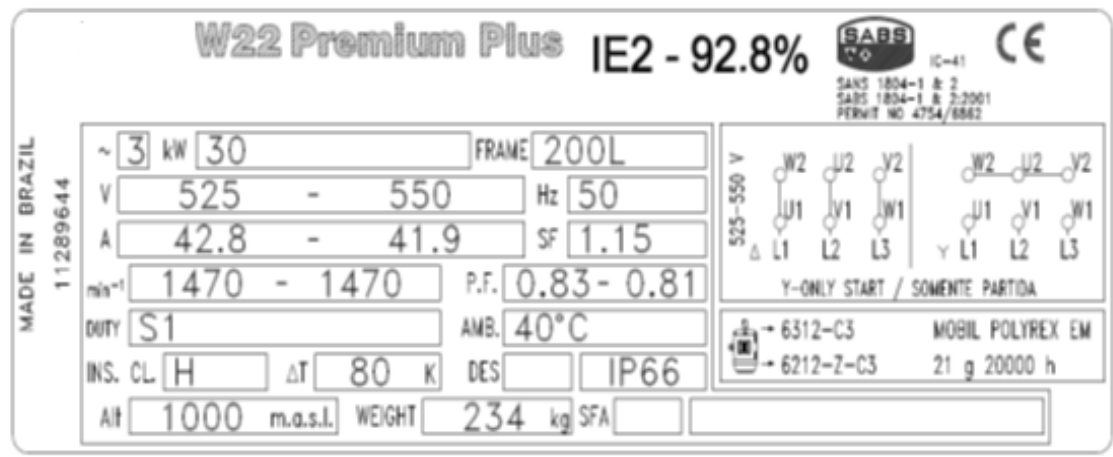 W22 Premium Plus IE2 - 92.8% SABS CE
IC-41
SANS 1804-1 & 2
SABS 1804-1 & 2:2001
PERMIT NO 4754/6862
MADE IN BRAZIL
11289644
~ 3 kW 30 FRAME 200L
V 525 - 550 Hz 50
A 42.8 - 41.9 SF 1.15
min-1 1470 - 1470 P.F. 0.83 - 0.81
DUTY S1 AMB. 40°C
INS. CL. H ΔT 80 K DES IP66
Alt 1000 m.a.s.l. WEIGHT 234 kg SFA
525-550 V
W2 U2 V2 W2 U2 V2
U1 V1 W1 U1 V1 W1
Δ L1 L2 L3 Y L1 L2 L3
Y-ONLY START / SOMENTE PARTIDA
→ 6312-C3 MOBIL POLYREX EM
→ 6212-Z-C3 21 g 20000 h